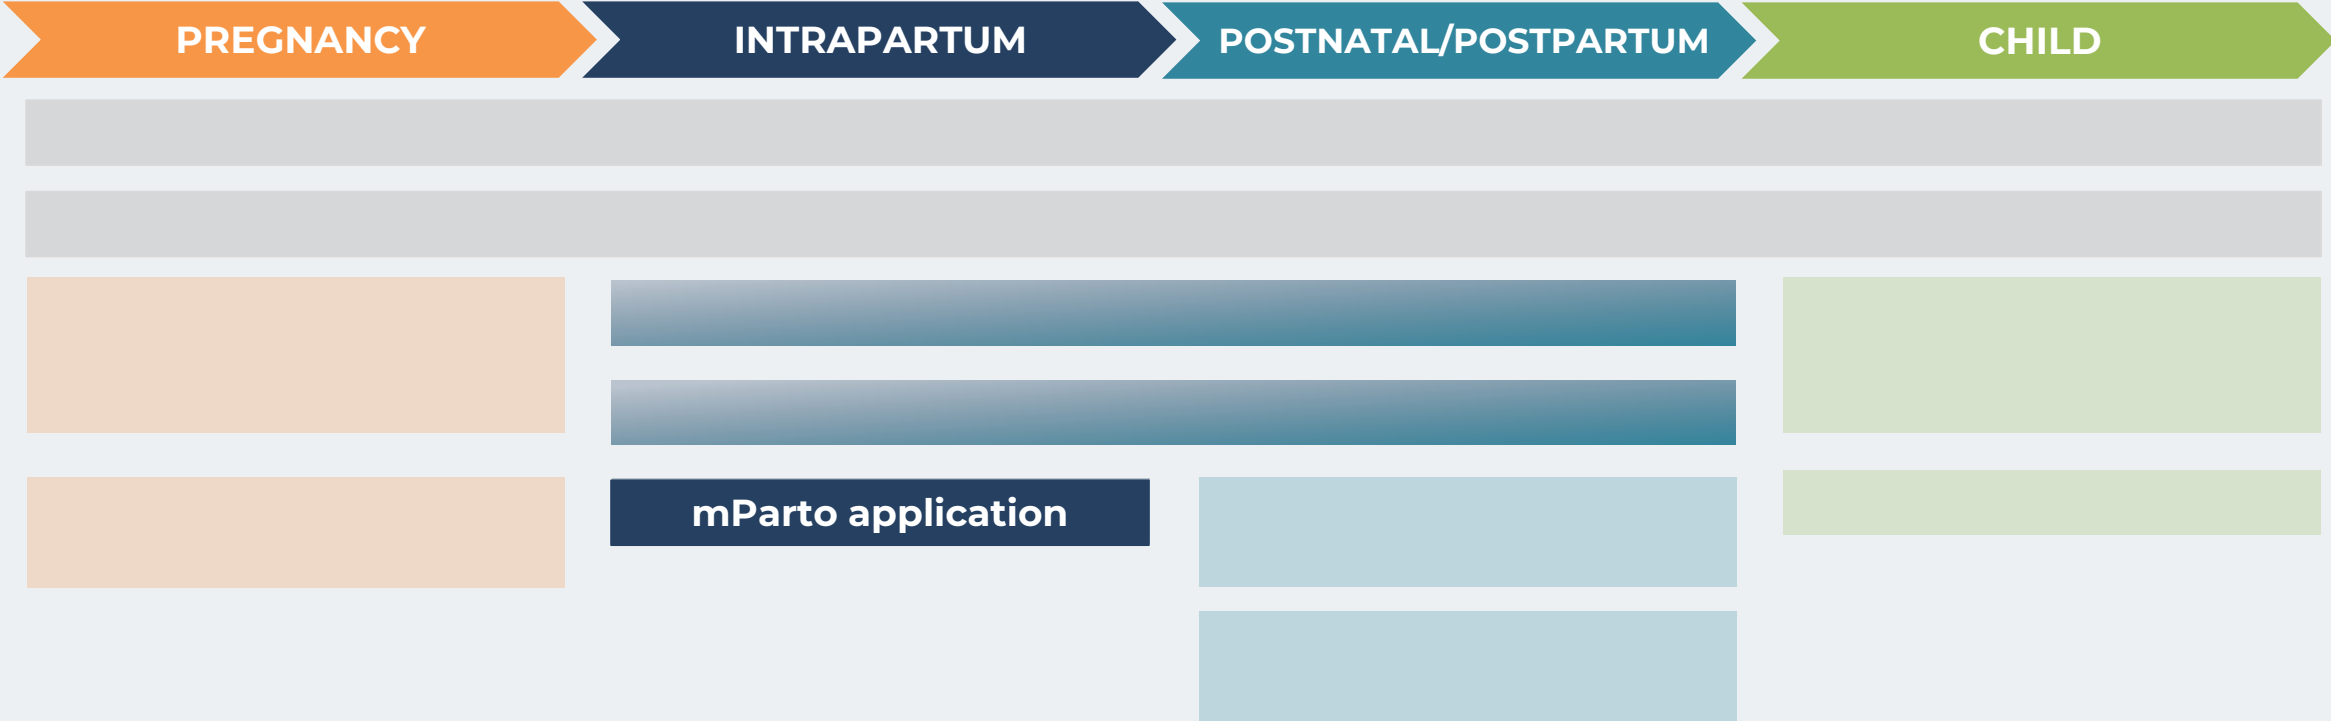 PREGNANCY
INTRAPARTUM
POSTNATAL/POSTPARTUM
CHILD
mParto application